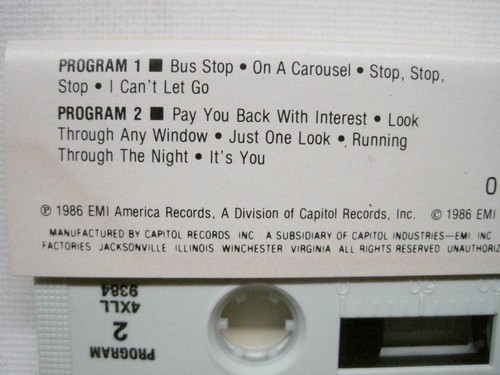 PROGRAM 1 ■ Bus Stop • On A Carousel • Stop, Stop,
Stop • I Can't Let Go
PROGRAM 2 ■ Pay You Back With Interest • Look
Through Any Window • Just One Look • Running
Through The Night • It's You
0
℗ 1986 EMI America Records, A Division of Capitol Records, Inc. © 1986 EMI
MANUFACTURED BY CAPITOL RECORDS INC A SUBSIDIARY OF CAPITOL INDUSTRIES—EMI INC
FACTORIES JACKSONVILLE ILLINOIS WINCHESTER VIRGINIA ALL RIGHTS RESERVED UNAUTHORIZ
PROGRAM
2
4XLL
9384